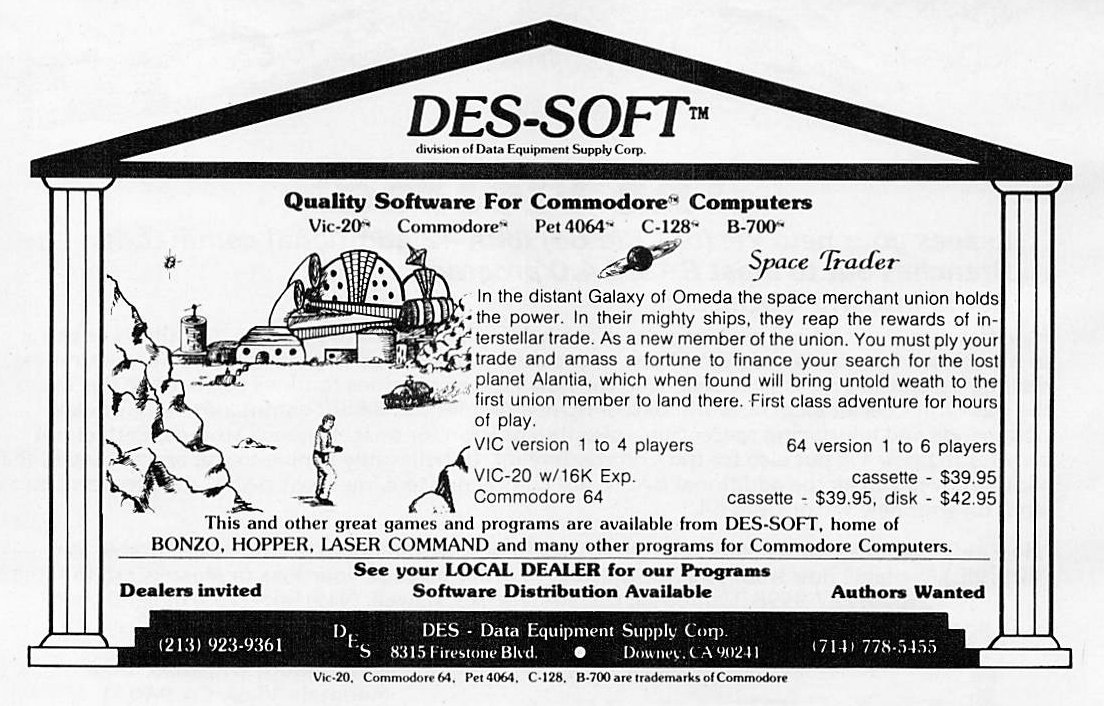 DES-SOFT™
division of Data Equipment Supply Corp.
Quality Software For Commodore™ Computers
Vic-20™ Commodore™ Pet 4064™ C-128™ B-700™
Space Trader
In the distant Galaxy of Omeda the space merchant union holds
the power. In their mighty ships, they reap the rewards of in-
terstellar trade. As a new member of the union. You must ply your
trade and amass a fortune to finance your search for the lost
planet Alantia, which when found will bring untold weath to the
first union member to land there. First class adventure for hours
of play.
VIC version 1 to 4 players 64 version 1 to 6 players
VIC-20 w/16K Exp. cassette - $39.95
Commodore 64 cassette - $39.95, disk - $42.95
This and other great games and programs are available from DES-SOFT, home of
BONZO, HOPPER, LASER COMMAND and many other programs for Commodore Computers.
See your LOCAL DEALER for our Programs
Dealers invited Software Distribution Available Authors Wanted
(213) 923-9361 DES DES - Data Equipment Supply Corp. (714) 778-5455
8315 Firestone Blvd. ● Downey, CA 90241
Vic-20, Commodore 64, Pet 4064, C-128, B-700 are trademarks of Commodore